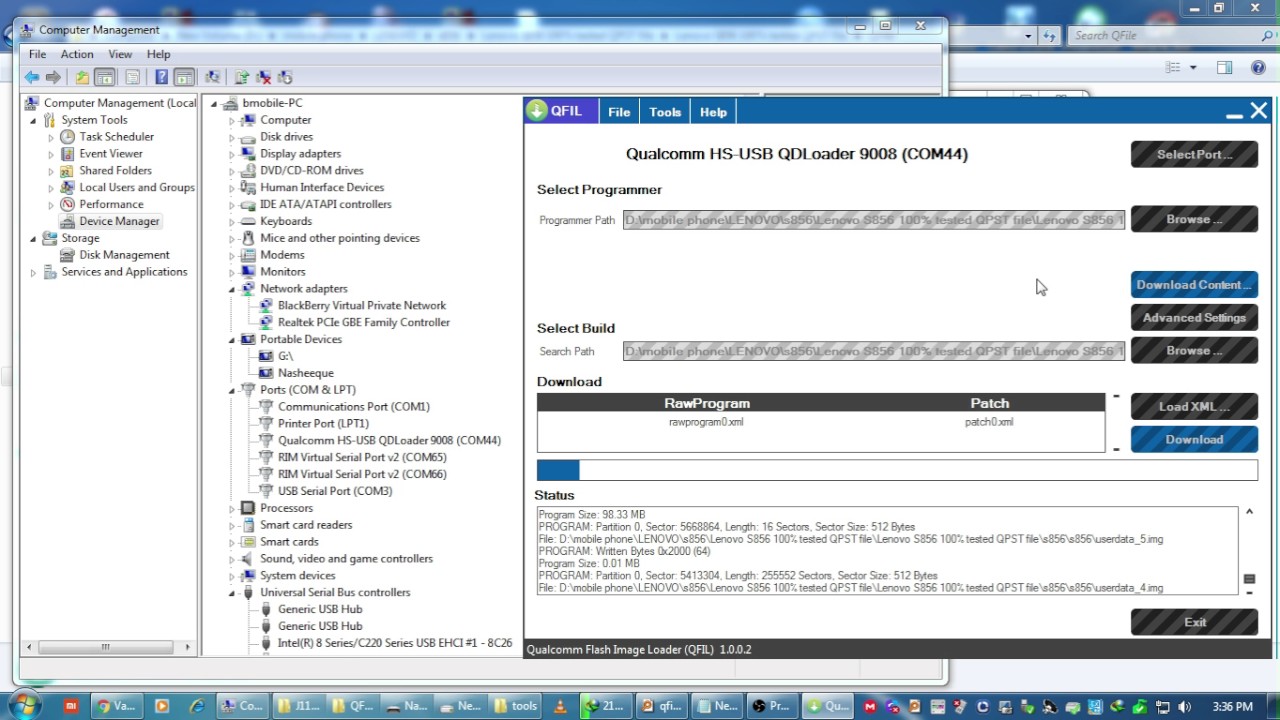 Computer Management
Search QFile
File Action View Help
Computer Management (Local
System Tools
Task Scheduler
Event Viewer
Shared Folders
Local Users and Groups
Performance
Device Manager
Storage
Disk Management
Services and Applications
bmobile-PC
Computer
Disk drives
Display adapters
DVD/CD-ROM drives
Human Interface Devices
IDE ATA/ATAPI controllers
Keyboards
Mice and other pointing devices
Modems
Monitors
Network adapters
BlackBerry Virtual Private Network
Realtek PCIe GBE Family Controller
Portable Devices
G:\
Nasheeque
Ports (COM & LPT)
Communications Port (COM1)
Printer Port (LPT1)
Qualcomm HS-USB QDLoader 9008 (COM44)
RIM Virtual Serial Port v2 (COM65)
RIM Virtual Serial Port v2 (COM66)
USB Serial Port (COM3)
Processors
Smart card readers
Smart cards
Sound, video and game controllers
System devices
Universal Serial Bus controllers
Generic USB Hub
Generic USB Hub
Intel(R) 8 Series/C220 Series USB EHCI #1 - 8C26
QFIL File Tools Help
Qualcomm HS-USB QDLoader 9008 (COM44)
Select Port ...
Select Programmer
Programmer Path D:\mobile phone\LENOVO\s856\Lenovo S856 100% tested QPST file\Lenovo S856 1
Browse ...
Download Content ...
Advanced Settings
Select Build
Search Path D:\mobile phone\LENOVO\s856\Lenovo S856 100% tested QPST file\Lenovo S856 1
Browse ...
Download
RawProgram Patch
rawprogram0.xml patch0.xml
Load XML ...
Download
Status
Program Size: 98.33 MB
PROGRAM: Partition 0, Sector: 5668864, Length: 16 Sectors, Sector Size: 512 Bytes
File: D:\mobile phone\LENOVO\s856\Lenovo S856 100% tested QPST file\s856\s856\userdata_5.img
PROGRAM: Written Bytes 0x2000 (64)
Program Size: 0.01 MB
PROGRAM: Partition 0, Sector: 5413304, Length: 255552 Sectors, Sector Size: 512 Bytes
File: D:\mobile phone\LENOVO\s856\Lenovo S856 100% tested QPST file\s856\s856\userdata_4.img
Exit
Qualcomm Flash Image Loader (QFIL) 1.0.0.2
Va... Co... J11... QF... Na... Ne... tools 21... qfi... Ne... Pr... Qu... 3:36 PM